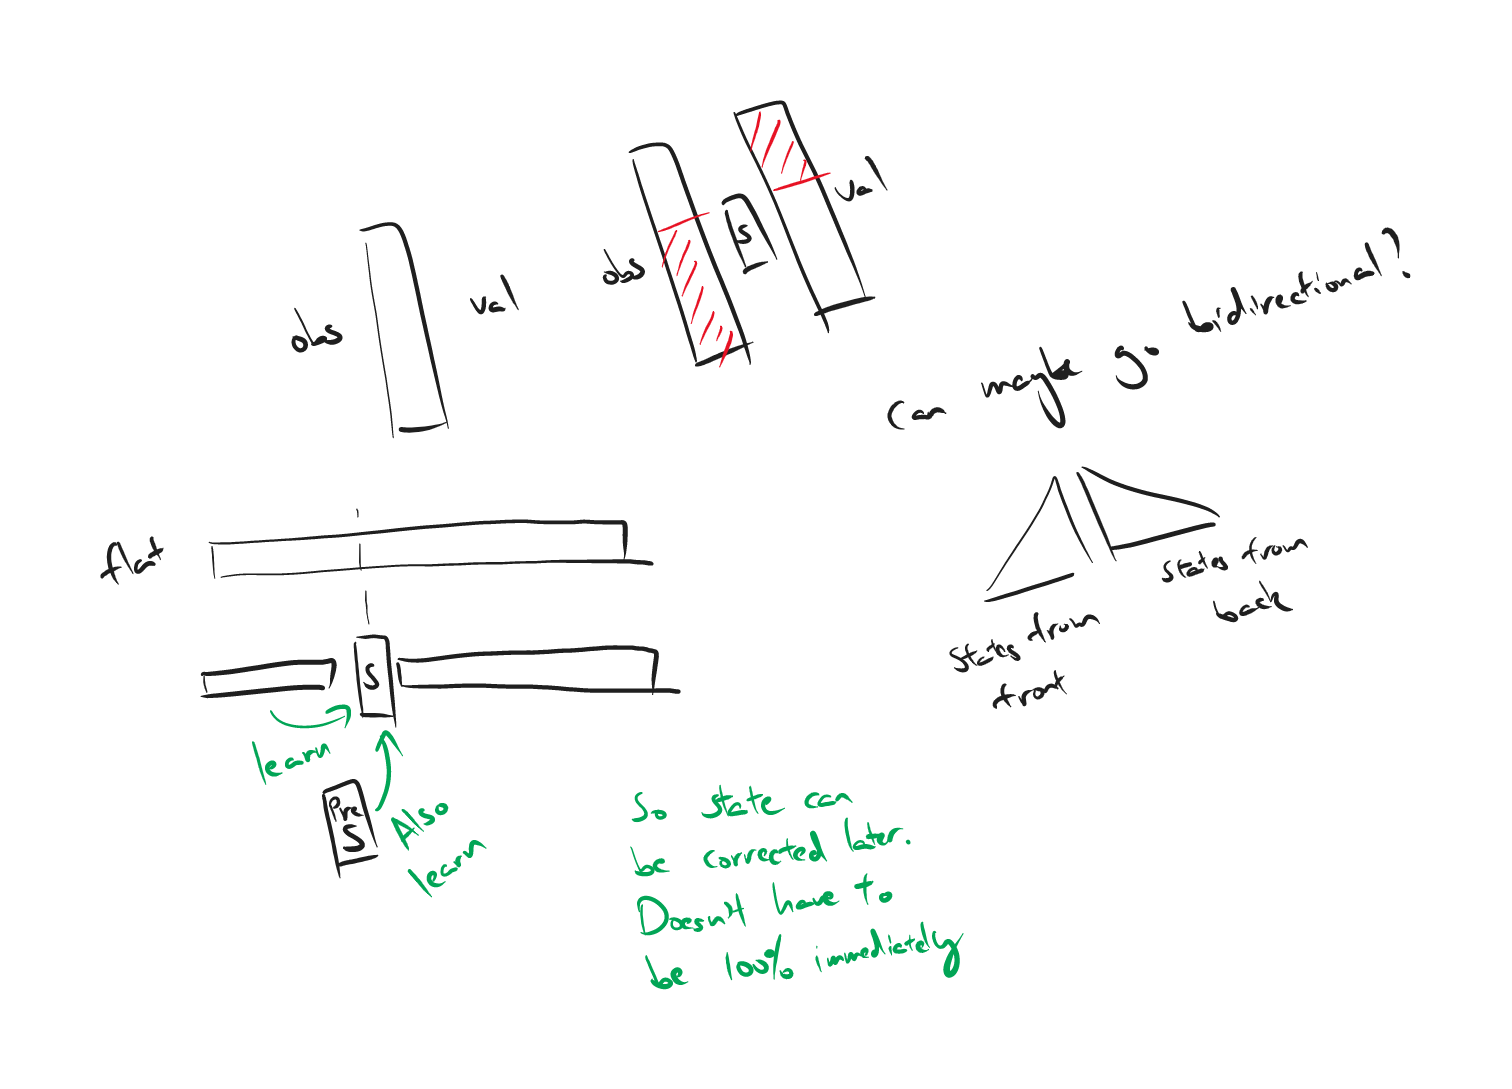 obs
val
obs
S
val
Can maybe go bidirectional?
flat
S
learn
Pre
S
Also
learn
States from
front
States from
back
So state can
be corrected later.
Doesn't have to
be 100% immediately